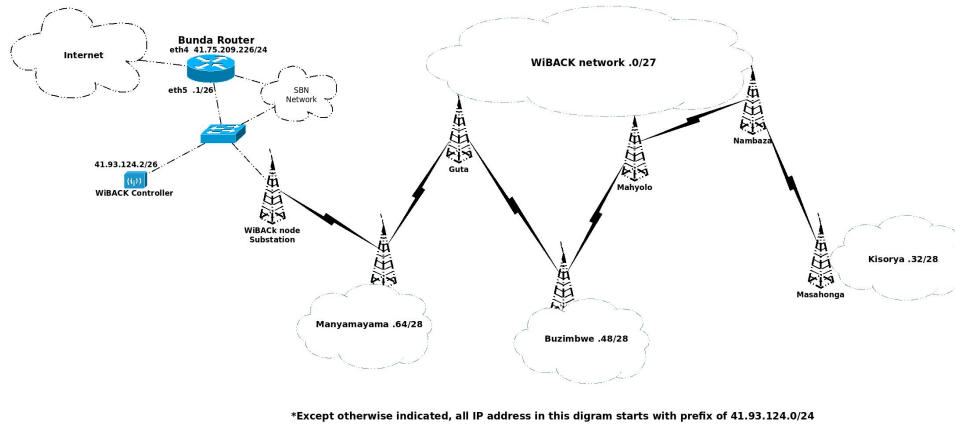 Internet
Bunda Router
eth4 41.75.209.226/24
eth5 .1/26
SBN
Network
41.93.124.2/26
WiBACK Controller
WiBACk node
Substation
WiBACK network .0/27
Guta
Mahyolo
Nambaza
Manyamayama .64/28
Buzimbwe .48/28
Masahonga
Kisorya .32/28
*Except otherwise indicated, all IP address in this digram starts with prefix of 41.93.124.0/24